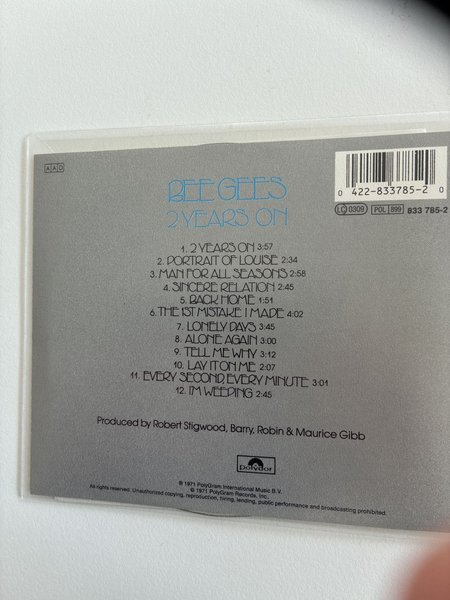 AAD
BEE GEES
2 YEARS ON
0 422-833785-2 0
LC 0309 POL 899 833 785-2
1. 2 YEARS ON 3:57
2. PORTRAIT OF LOUISE 2:34
3. MAN FOR ALL SEASONS 2:58
4. SINCERE RELATION 2:45
5. BACK HOME 1:51
6. THE 1ST MISTAKE I MADE 4:02
7. LONELY DAYS 3:45
8. ALONE AGAIN 3:00
9. TELL ME WHY 3:12
10. LAY IT ON ME 2:07
11. EVERY SECOND, EVERY MINUTE 3:01
12. I'M WEEPING 2:45
Produced by Robert Stigwood, Barry, Robin & Maurice Gibb
polydor
℗ 1971 PolyGram International Music B.V.
© 1971 PolyGram Records, Inc.
All rights reserved. Unauthorized copying, reproduction, hiring, lending, public performance and broadcasting prohibited.